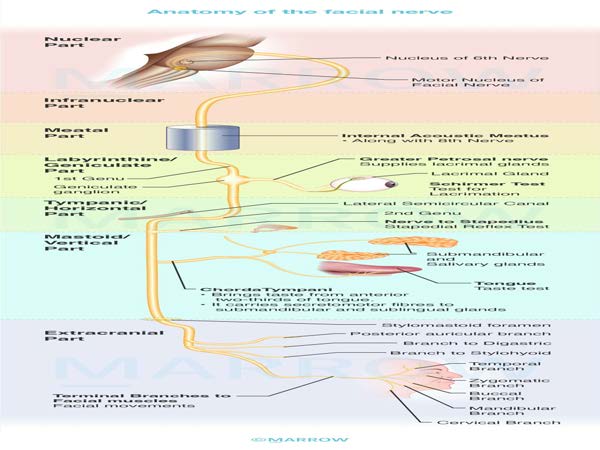 Anatomy of the facial nerve
Nuclear
Part
Nucleus of 6th Nerve
Motor Nucleus of
Facial Nerve
MARROW
Infranuclear
Part
Meatal
Part
Internal Acoustic Meatus
• Along with 8th Nerve
Labyrinthine/
Geniculate
Part
1st Genu
Geniculate
ganglion
Greater Petrosal nerve
Supplies lacrimal glands
Lacrimal Gland
Schirmer Test
Test for
Lacrimation
Tympanic/
Horizontal
Part
Lateral Semicircular Canal
2nd Genu
Nerve to Stapedius
Stapedial Reflex Test
Mastoid/
Vertical
Part
Submandibular
and
Salivary glands
Tongue
Taste test
ChordaTympani
• Brings taste from anterior
two-thirds of tongue.
• It carries secretomotor fibres to
submandibular and sublingual glands
Stylomastoid foramen
Extracranial
Part
Posterior auricular branch
Branch to Digastric
Branch to Stylohyoid
MARROW
Temporal
Branch
Zygomatic
Branch
Buccal
Branch
Mandibular
Branch
Cervical Branch
Terminal Branches to
Facial muscles
Facial movements
©MARROW